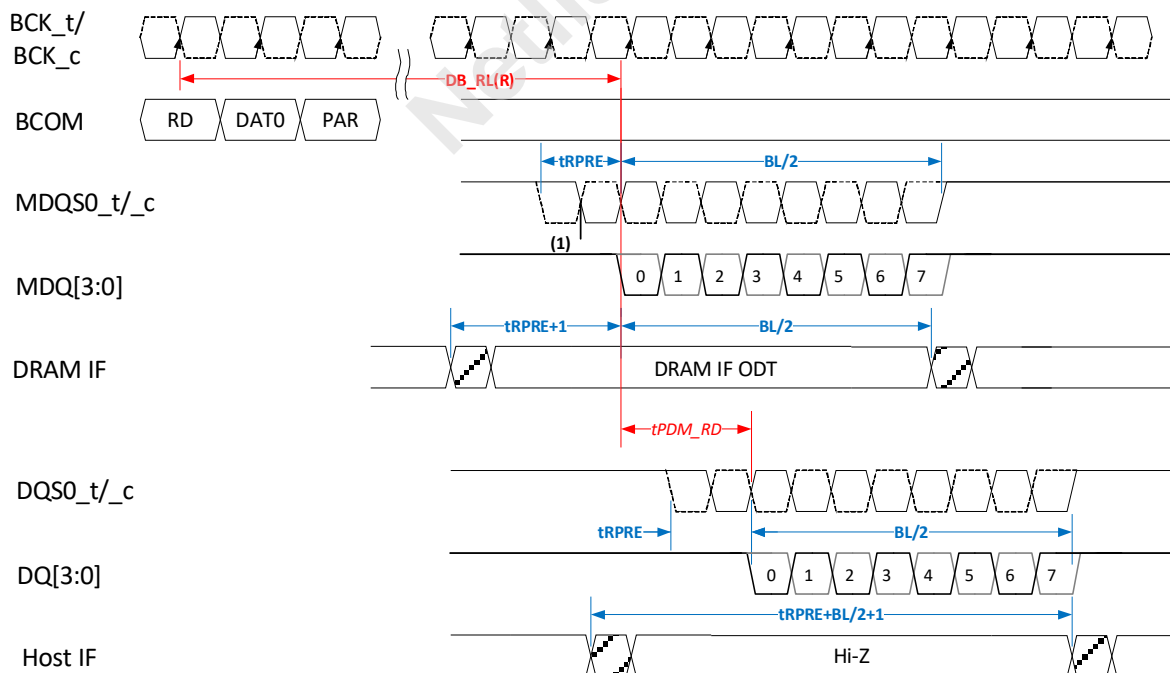 BCK_t/
BCK_c
DB_RL(R)
BCOM
RD DAT0 PAR
tRPRE BL/2
MDQS0_t/_c
(1)
MDQ[3:0]
0 1 2 3 4 5 6 7
tRPRE+1 BL/2
DRAM IF
DRAM IF ODT
tPDM_RD
DQS0_t/_c
tRPRE BL/2
DQ[3:0]
0 1 2 3 4 5 6 7
tRPRE+BL/2+1
Host IF
Hi-Z